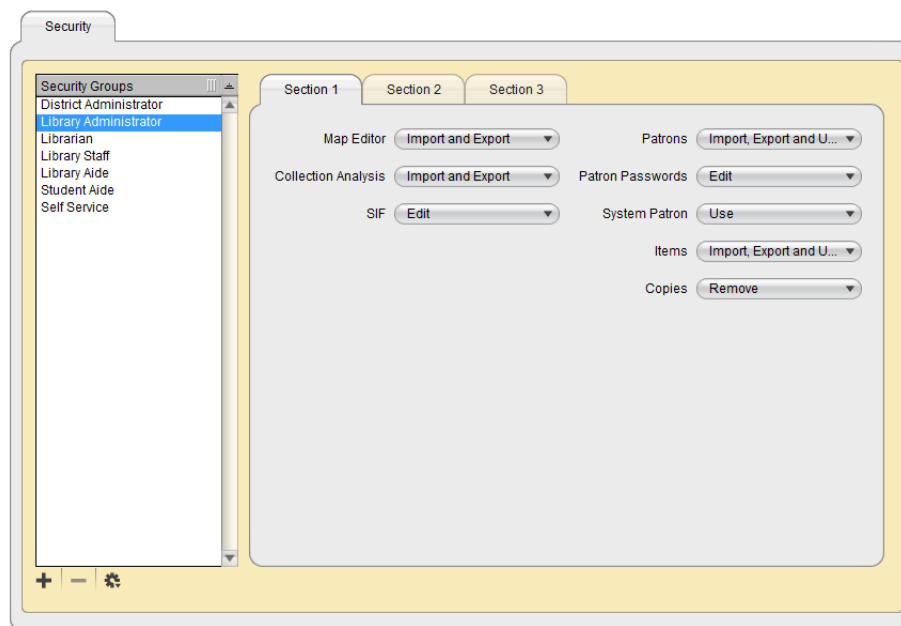 Security
Security Groups
District Administrator
Library Administrator
Librarian
Library Staff
Library Aide
Student Aide
Self Service
Section 1
Section 2
Section 3
Map Editor Import and Export
Collection Analysis Import and Export
SIF Edit
Patrons Import, Export and U...
Patron Passwords Edit
System Patron Use
Items Import, Export and U...
Copies Remove